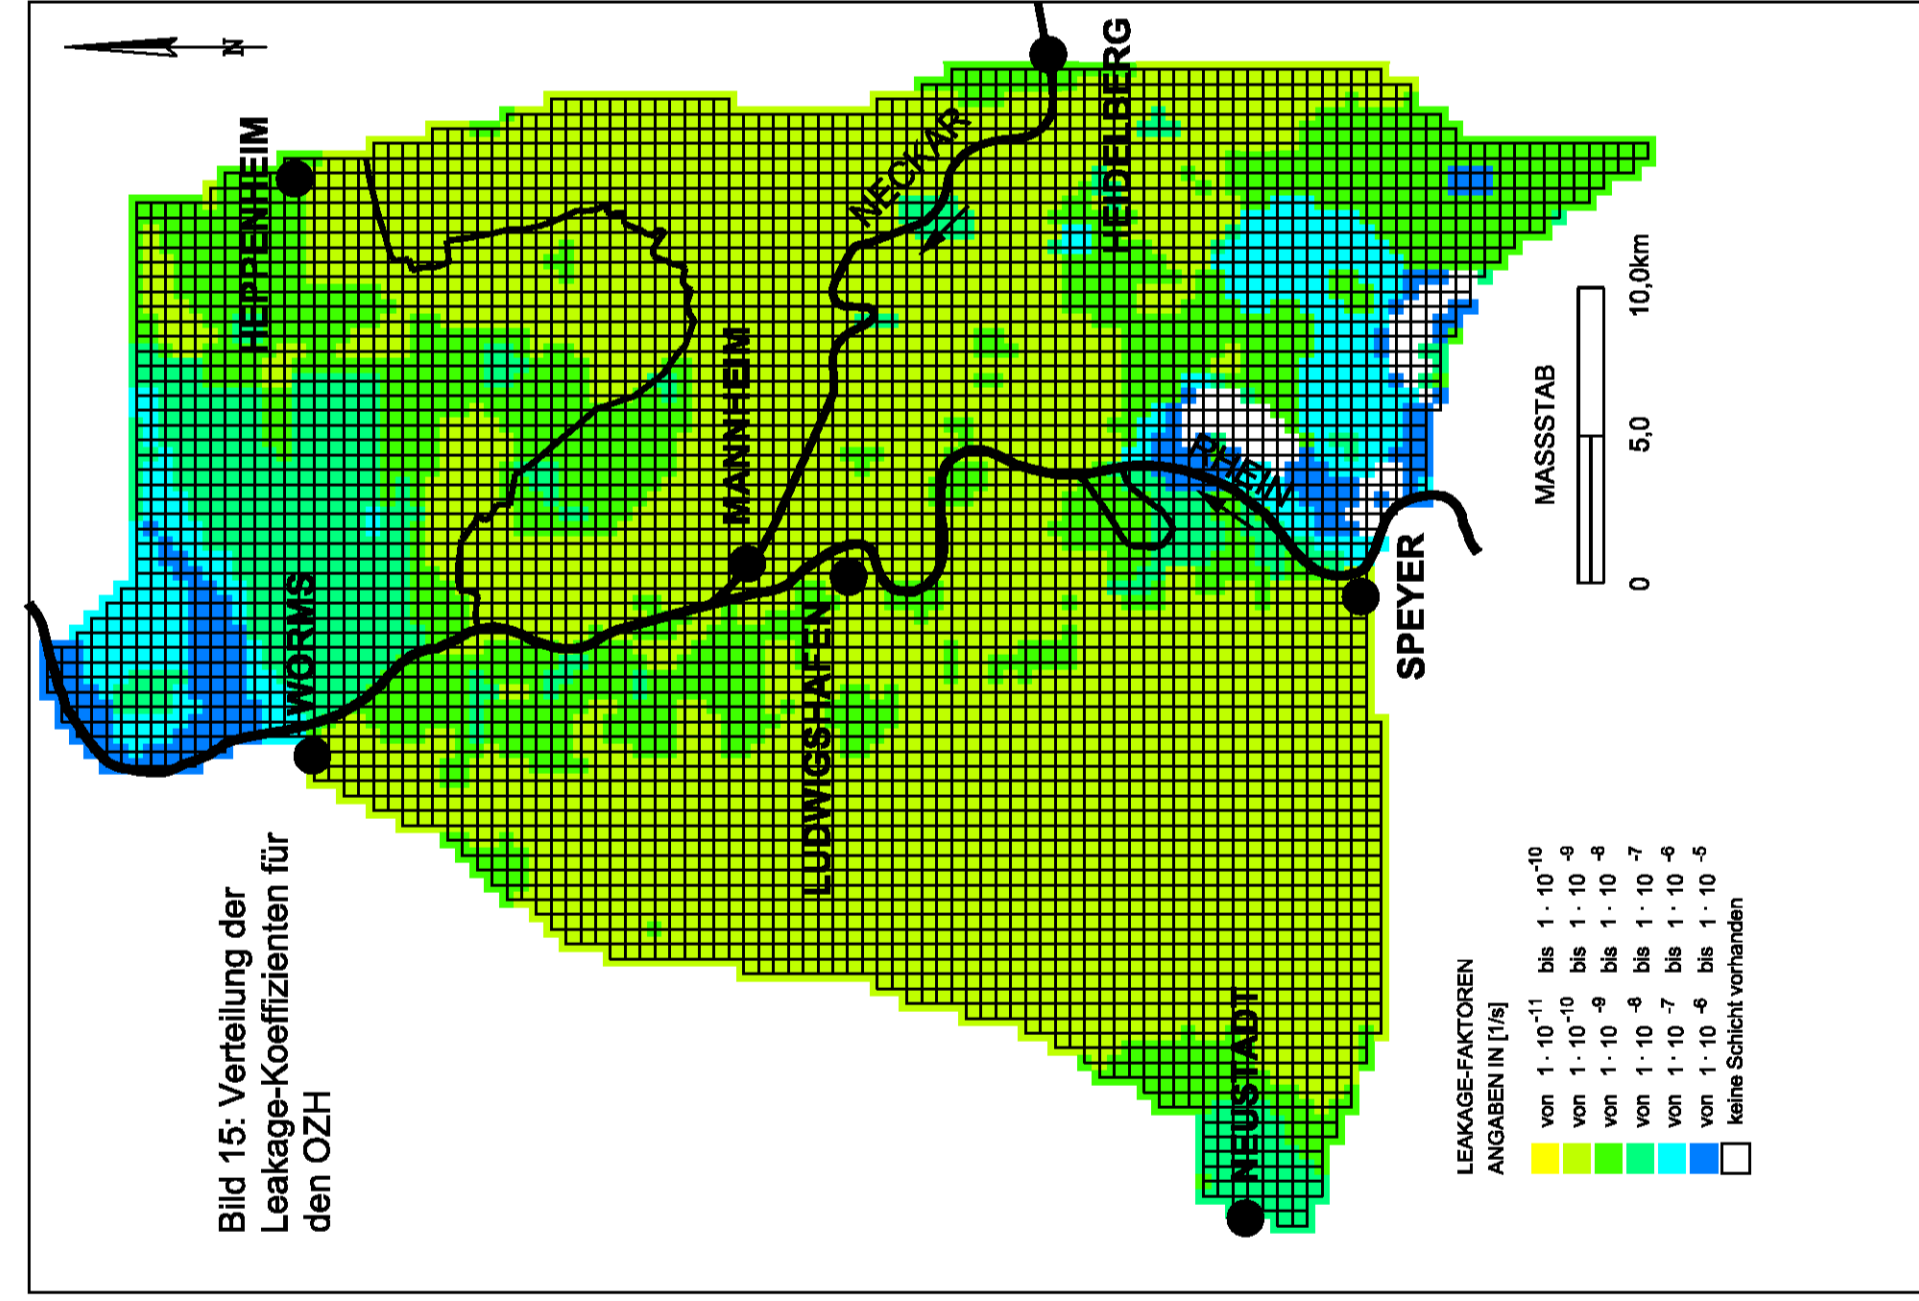 Bild 15: Verteilung der
Leakage-Koeffizienten für
den OZH
N
HEPPENHEIM
WORMS
MANNHEIM
NECKAR
LUDWIGSHAFEN
HEIDELBERG
RHEIN
NEUSTADT
SPEYER
MASSSTAB
0 5,0 10,0km
LEAKAGE-FAKTOREN
ANGABEN IN [1/s]
von 1 · 10⁻¹¹ bis 1 · 10⁻¹⁰
von 1 · 10⁻¹⁰ bis 1 · 10⁻⁹
von 1 · 10⁻⁹ bis 1 · 10⁻⁸
von 1 · 10⁻⁸ bis 1 · 10⁻⁷
von 1 · 10⁻⁷ bis 1 · 10⁻⁶
von 1 · 10⁻⁶ bis 1 · 10⁻⁵
keine Schicht vorhanden